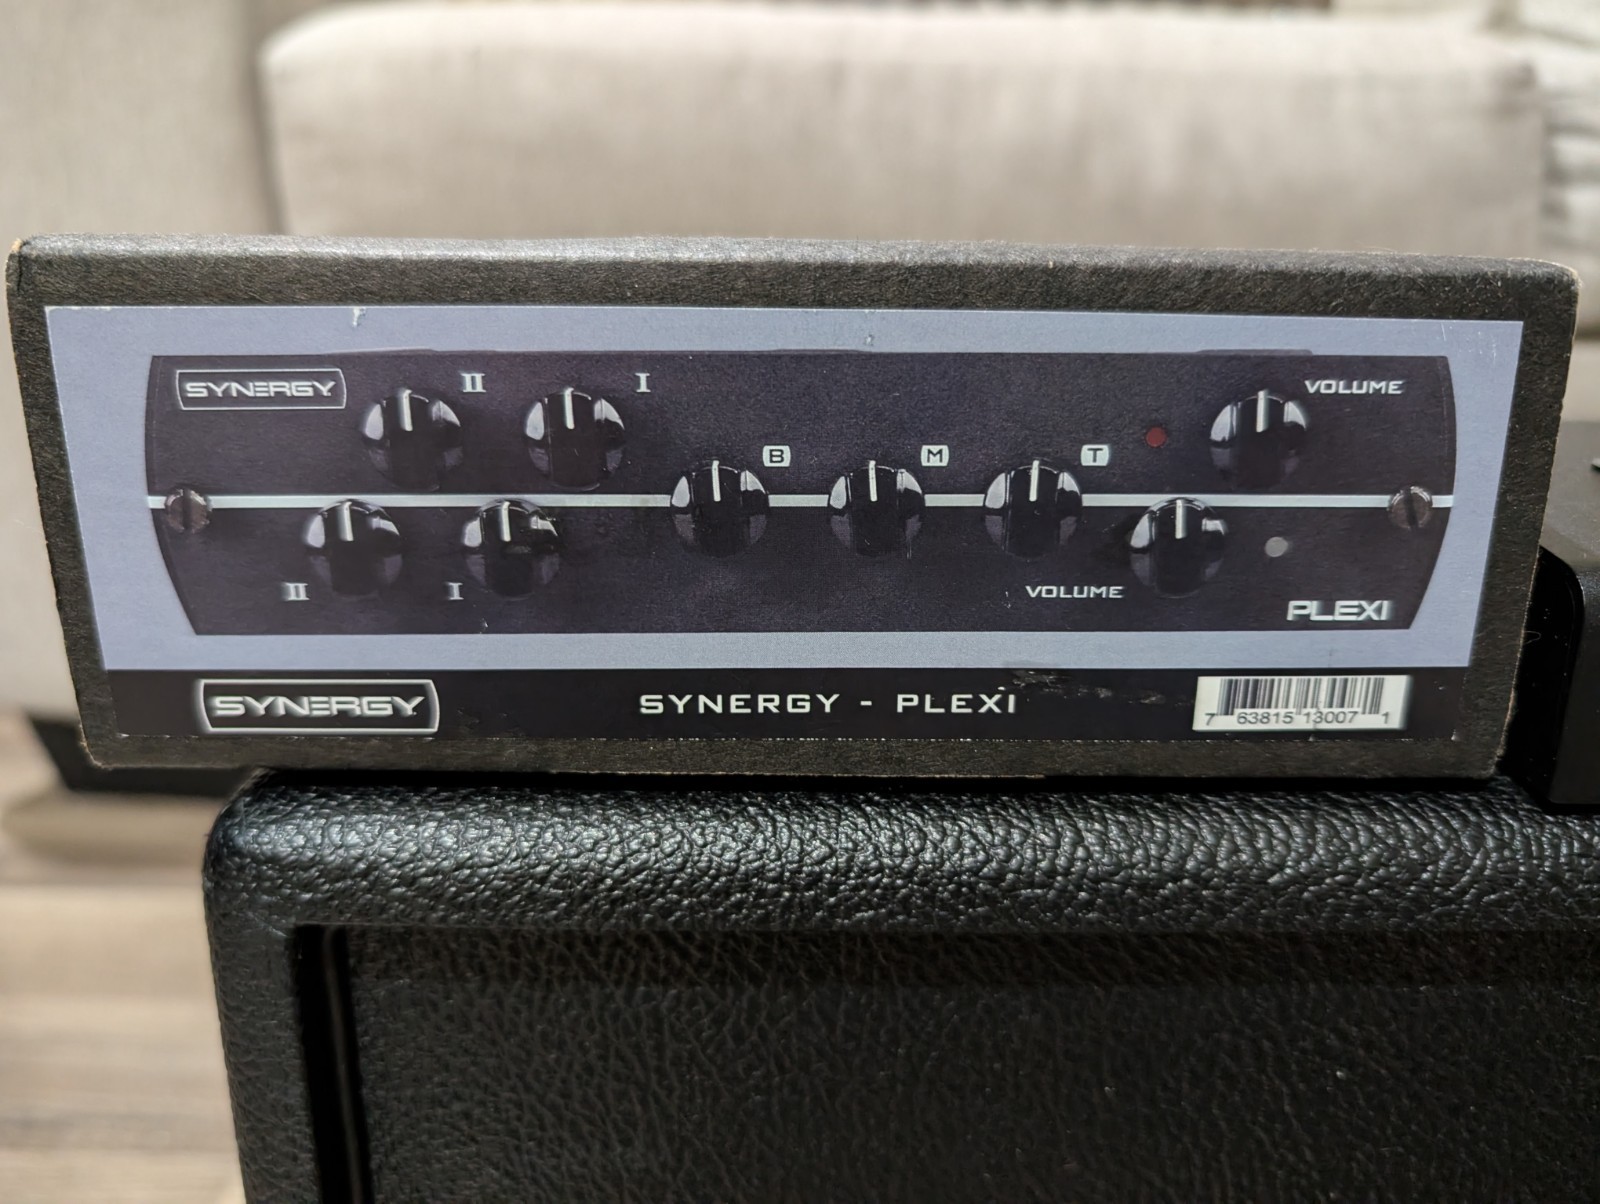 SYNERGY
II
I
VOLUME
B
M
T
II
I
VOLUME
PLEXI
SYNERGY
SYNERGY - PLEXI
7 63815 13007 1